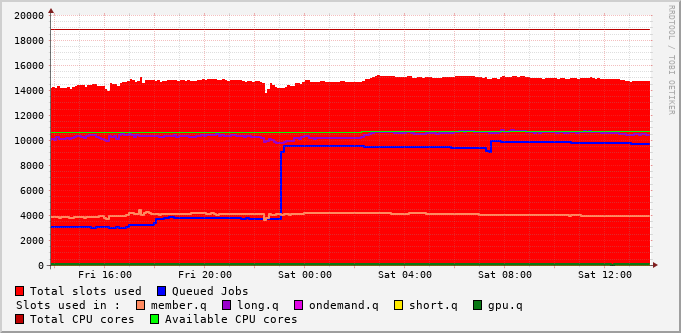 20000
18000
16000
14000
12000
10000
8000
6000
4000
2000
0
Fri 16:00 Fri 20:00 Sat 00:00 Sat 04:00 Sat 08:00 Sat 12:00
RRDTOOL / TOBI OETIKER
Total slots used Queued Jobs
Slots used in : member.q long.q ondemand.q short.q gpu.q
Total CPU cores Available CPU cores